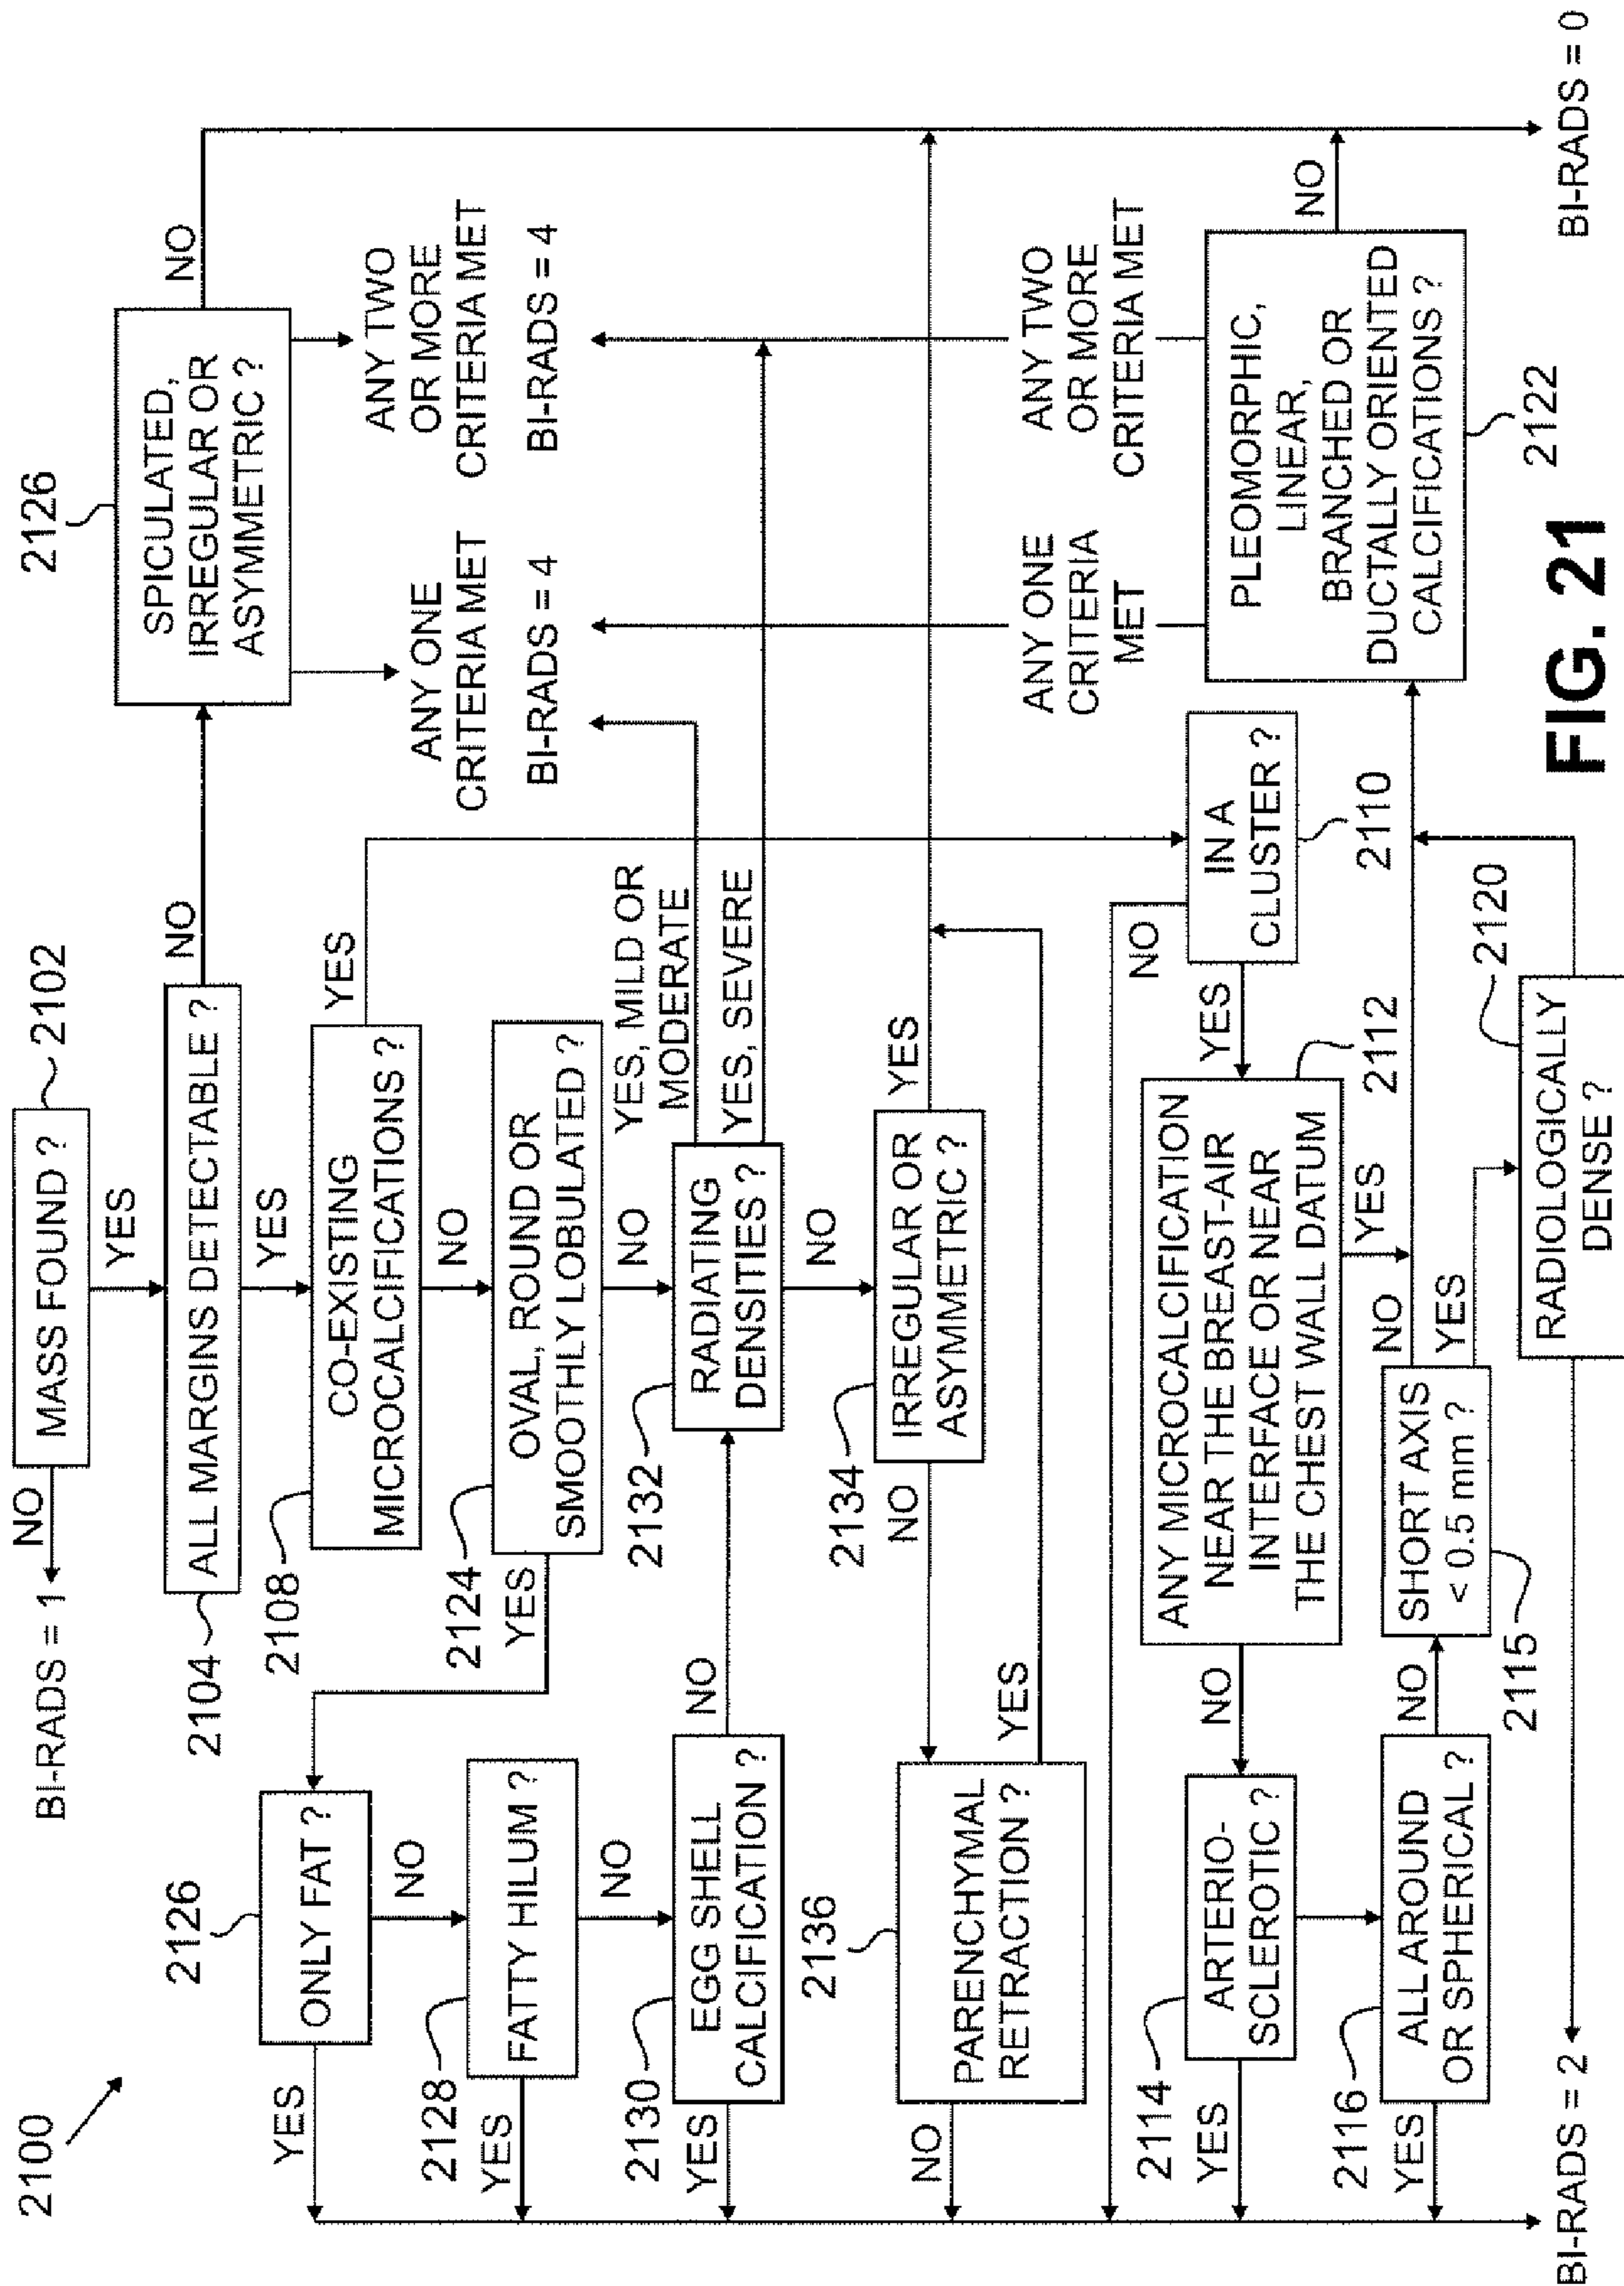 2100
BI-RADS = 1
NO
MASS FOUND ?
2102
YES
2104
ALL MARGINS DETECTABLE ?
NO
2126
SPICULATED,
IRREGULAR OR
ASYMMETRIC ?
NO
YES
2126
ONLY FAT ?
YES
NO
2108
CO-EXISTING
MICROCALCIFICATIONS ?
YES
NO
ANY ONE
CRITERIA MET
BI-RADS = 4
ANY TWO
OR MORE
CRITERIA MET
BI-RADS = 4
2128
FATTY HILUM ?
YES
NO
2124
YES
OVAL, ROUND OR
SMOOTHLY LOBULATED ?
NO
2130
EGG SHELL
CALCIFICATION ?
YES
NO
2132
RADIATING
DENSITIES ?
YES, MILD OR
MODERATE
YES, SEVERE
NO
2134
IRREGULAR OR
ASYMMETRIC ?
NO
YES
2136
PARENCHYMAL
RETRACTION ?
NO
YES
IN A
CLUSTER ?
2110
NO
YES
ANY MICROCALCIFICATION
NEAR THE BREAST-AIR
INTERFACE OR NEAR
THE CHEST WALL DATUM
2112
NO
YES
2114
ARTERIO-
SCLEROTIC ?
YES
2116
ALL AROUND
OR SPHERICAL ?
YES
NO
SHORT AXIS
< 0.5 mm ?
2115
NO
YES
2120
RADIOLOGICALLY
DENSE ?
ANY ONE
CRITERIA
MET
ANY TWO
OR MORE
CRITERIA MET
PLEOMORPHIC,
LINEAR,
BRANCHED OR
DUCTALLY ORIENTED
CALCIFICATIONS ?
2122
NO
BI-RADS = 2
FIG. 21
BI-RADS = 0